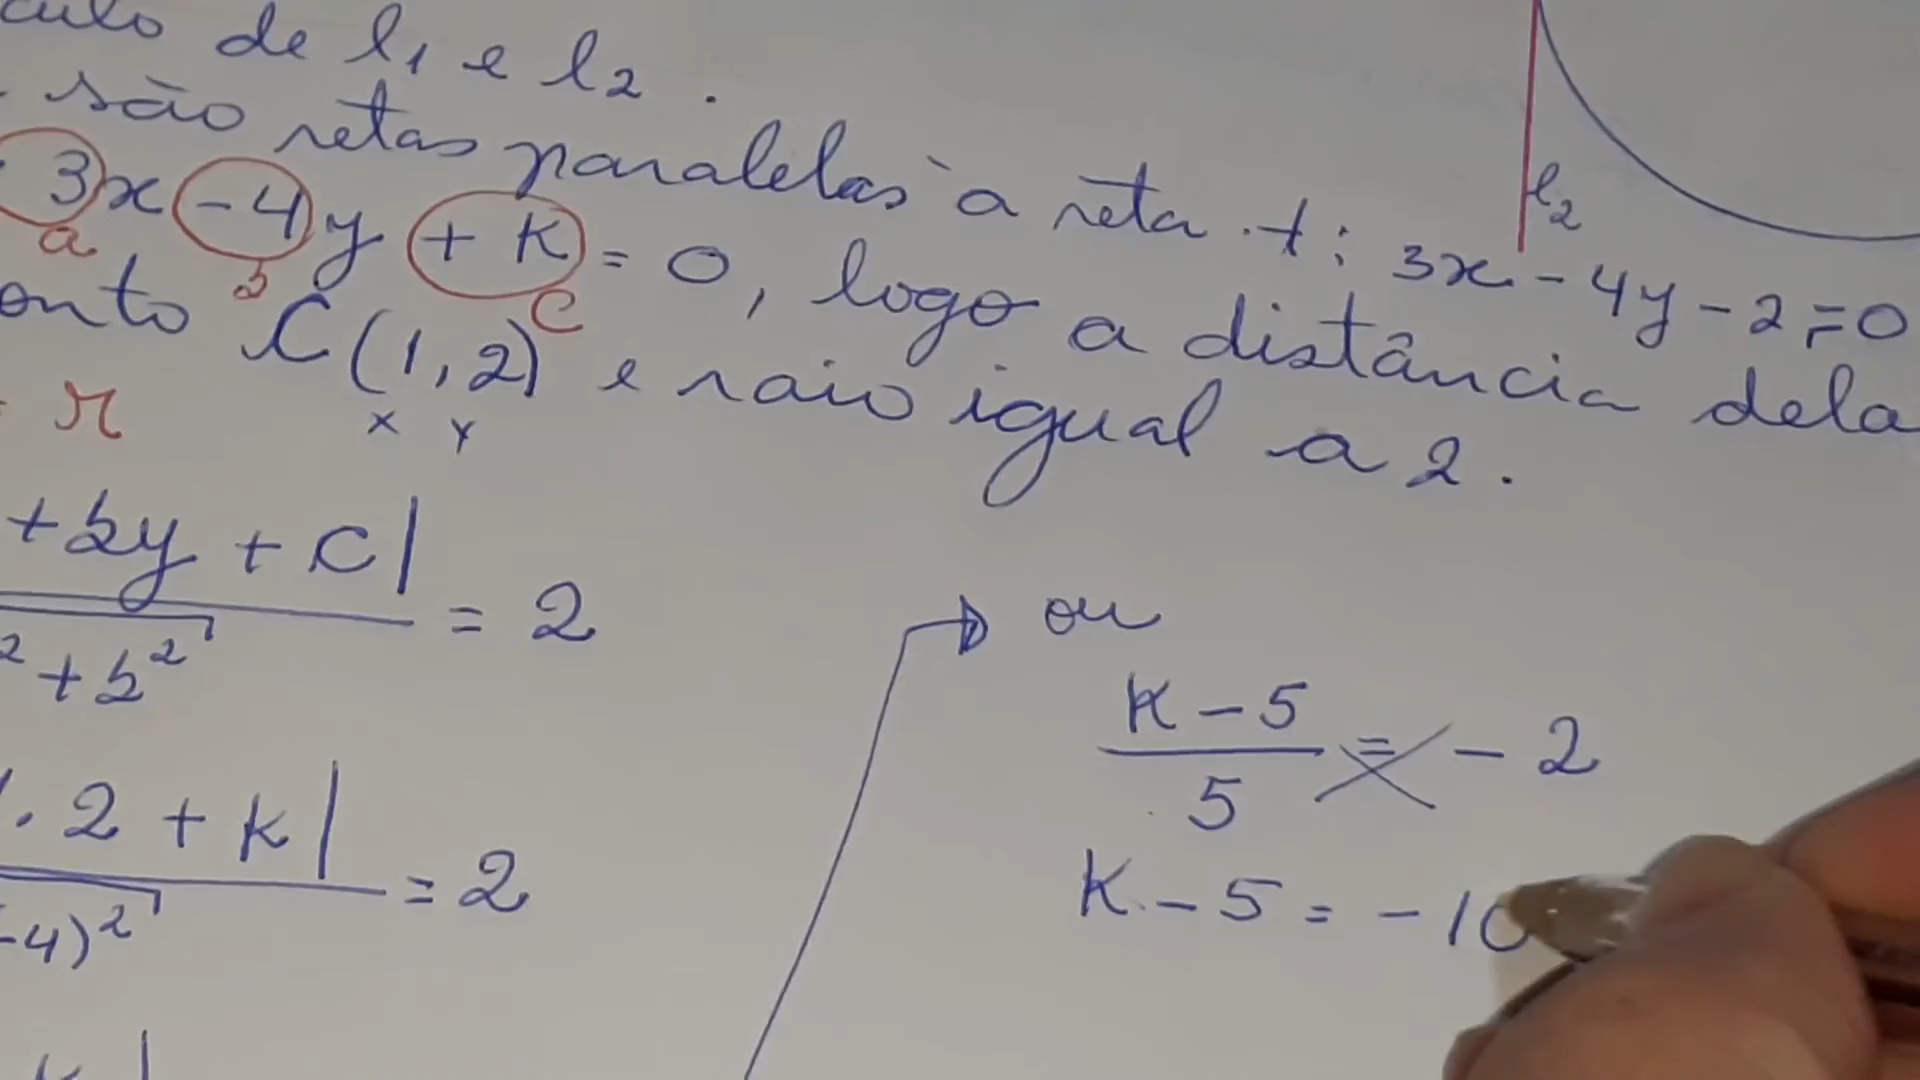 de l1 e l2.
são retas paralelas à reta t: 3x - 4y - 2 = 0
3x - 4y + K = 0, logo a distância dela
a b c
C(1, 2) e raio igual a 2.
= r x y
+ by + c| = 2
2 + b²
ou
K - 5 = - 2
5
. 2 + K| = 2
-4)²
K - 5 = - 10
l2